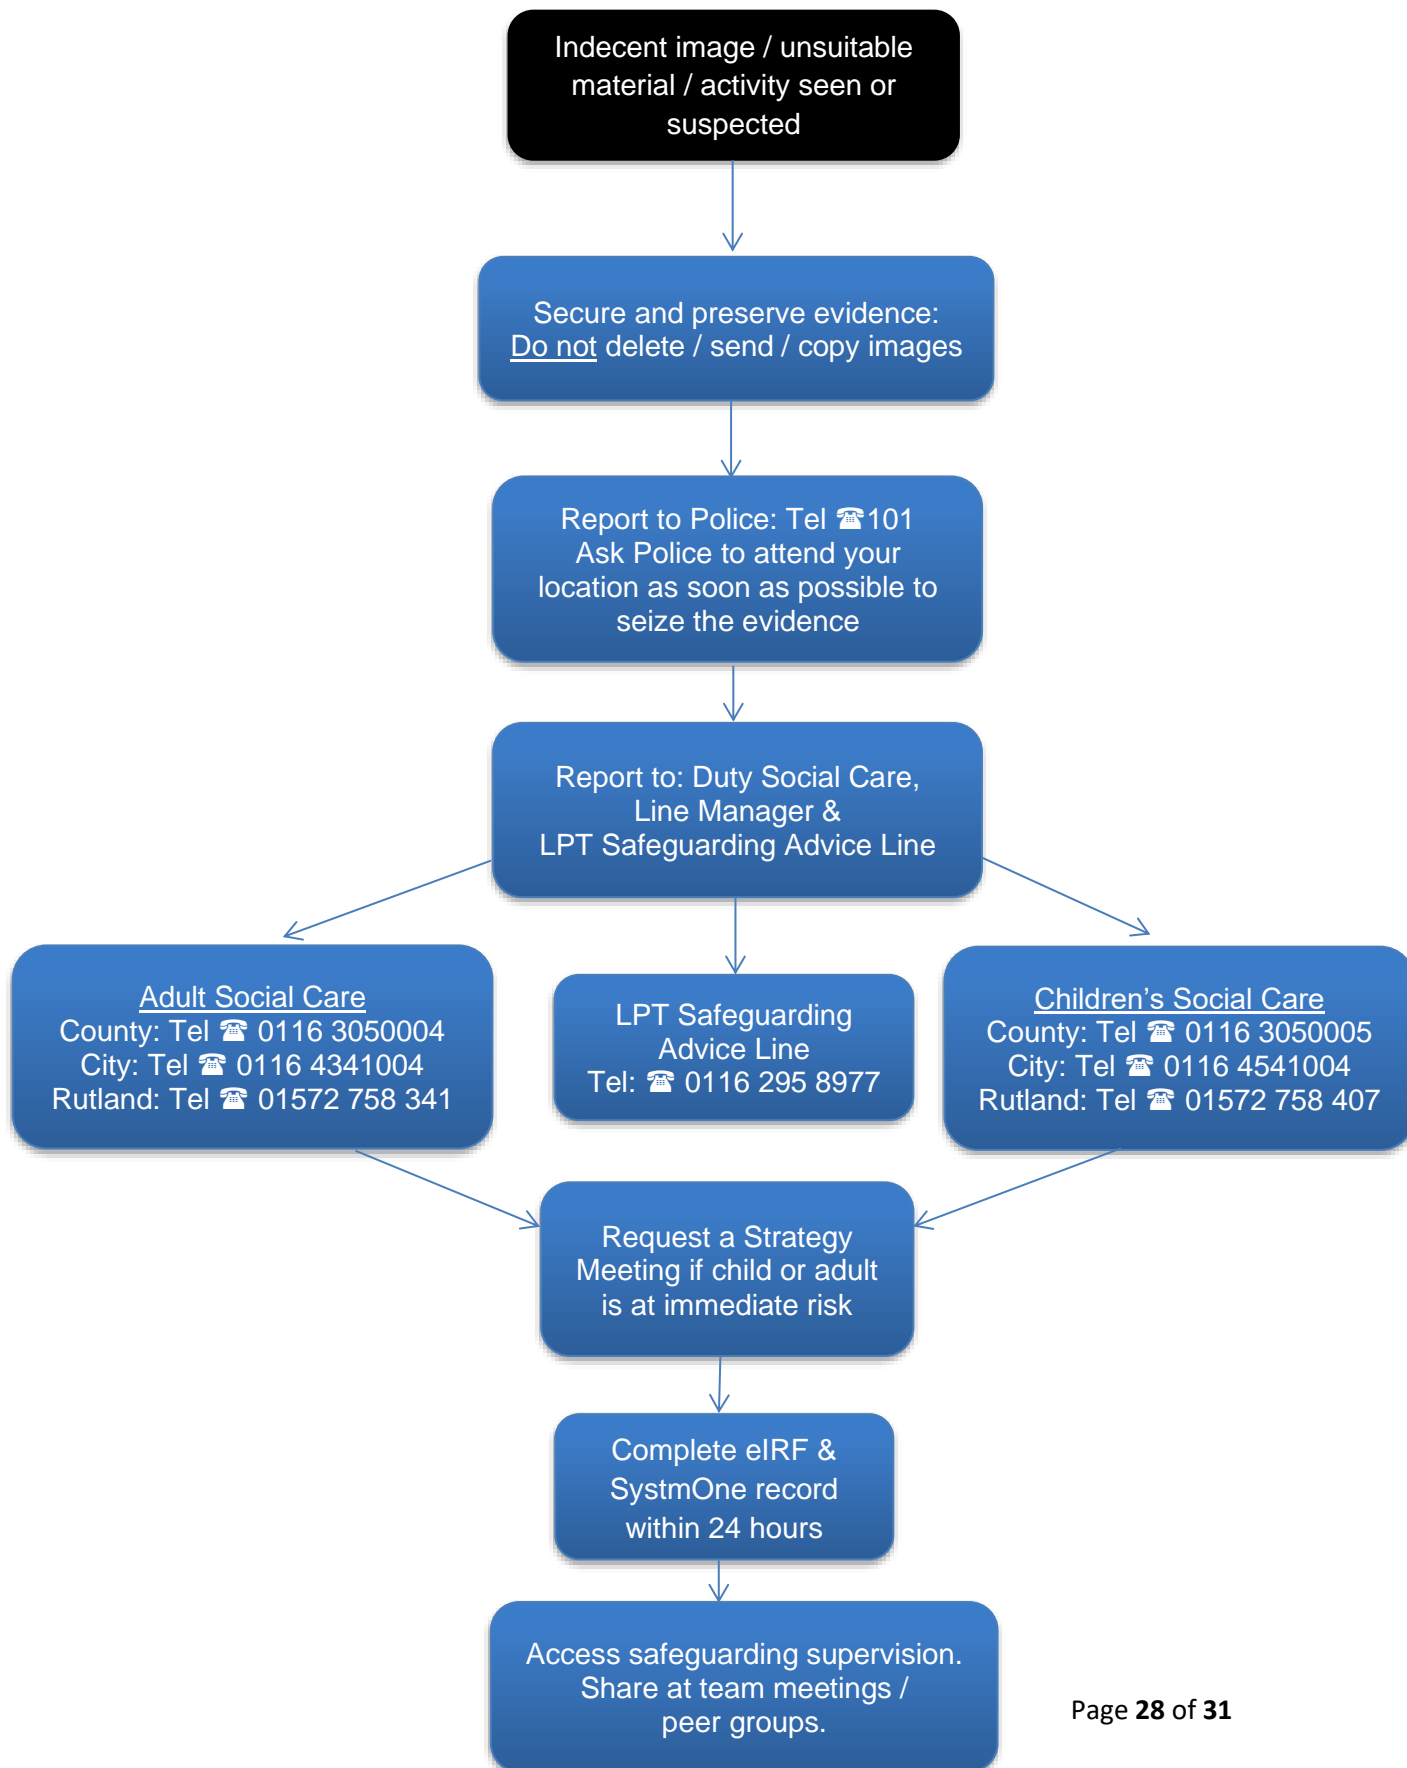 Indecent image / unsuitable
material / activity seen or
suspected
Secure and preserve evidence:
Do not delete / send / copy images
Report to Police: Tel ☎101
Ask Police to attend your
location as soon as possible to
seize the evidence
Report to: Duty Social Care,
Line Manager &
LPT Safeguarding Advice Line
Adult Social Care
County: Tel ☎ 0116 3050004
City: Tel ☎ 0116 4341004
Rutland: Tel ☎ 01572 758 341
LPT Safeguarding
Advice Line
Tel: ☎ 0116 295 8977
Children’s Social Care
County: Tel ☎ 0116 3050005
City: Tel ☎ 0116 4541004
Rutland: Tel ☎ 01572 758 407
Request a Strategy
Meeting if child or adult
is at immediate risk
Complete eIRF &
SystmOne record
within 24 hours
Access safeguarding supervision.
Share at team meetings /
peer groups.
Page 28 of 31